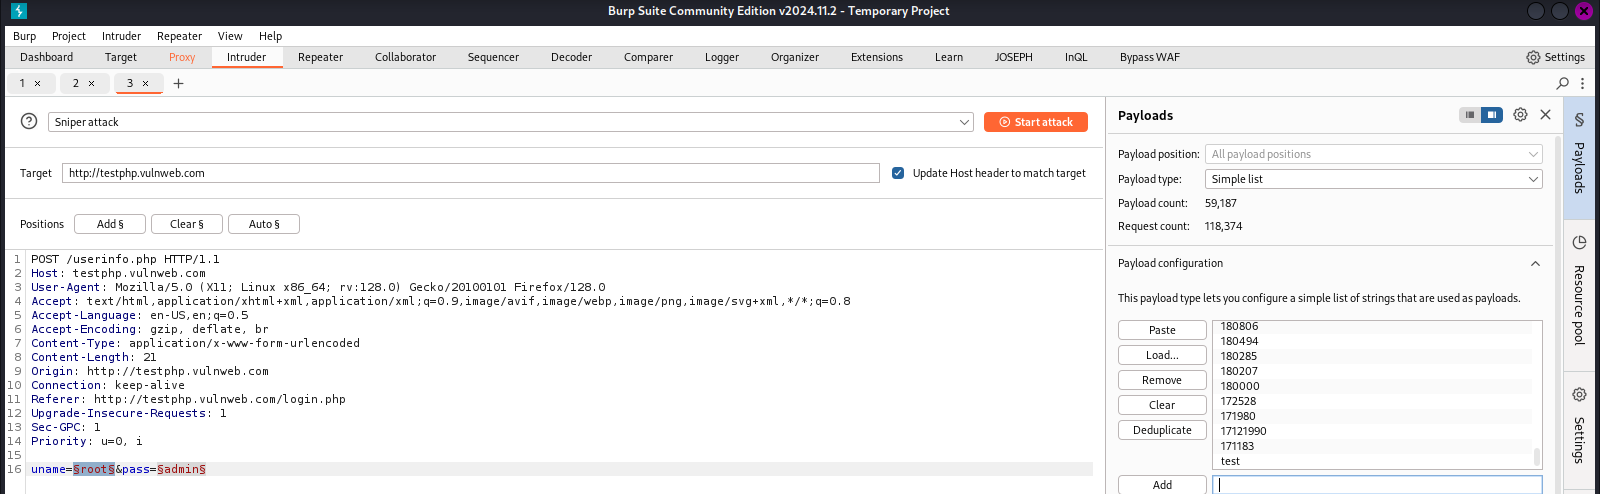 Burp Suite Community Edition v2024.11.2 - Temporary Project
Burp Project Intruder Repeater View Help
Dashboard Target Proxy Intruder Repeater Collaborator Sequencer Decoder Comparer Logger Organizer Extensions Learn JOSEPH InQL Bypass WAF Settings
1 × 2 × 3 × +
? Sniper attack Start attack
Target http://testphp.vulnweb.com Update Host header to match target
Positions Add § Clear § Auto §
1 POST /userinfo.php HTTP/1.1
2 Host: testphp.vulnweb.com
3 User-Agent: Mozilla/5.0 (X11; Linux x86_64; rv:128.0) Gecko/20100101 Firefox/128.0
4 Accept: text/html,application/xhtml+xml,application/xml;q=0.9,image/avif,image/webp,image/png,image/svg+xml,*/*;q=0.8
5 Accept-Language: en-US,en;q=0.5
6 Accept-Encoding: gzip, deflate, br
7 Content-Type: application/x-www-form-urlencoded
8 Content-Length: 21
9 Origin: http://testphp.vulnweb.com
10 Connection: keep-alive
11 Referer: http://testphp.vulnweb.com/login.php
12 Upgrade-Insecure-Requests: 1
13 Sec-GPC: 1
14 Priority: u=0, i
15
16 uname=§root§&pass=§admin§
Payloads
Payload position: All payload positions
Payload type: Simple list
Payload count: 59,187
Request count: 118,374
Payload configuration
This payload type lets you configure a simple list of strings that are used as payloads.
Paste
Load...
Remove
Clear
Deduplicate
Add
180806
180494
180285
180207
180000
172528
171980
17121990
171183
test
§ Payloads
Resource pool
Settings